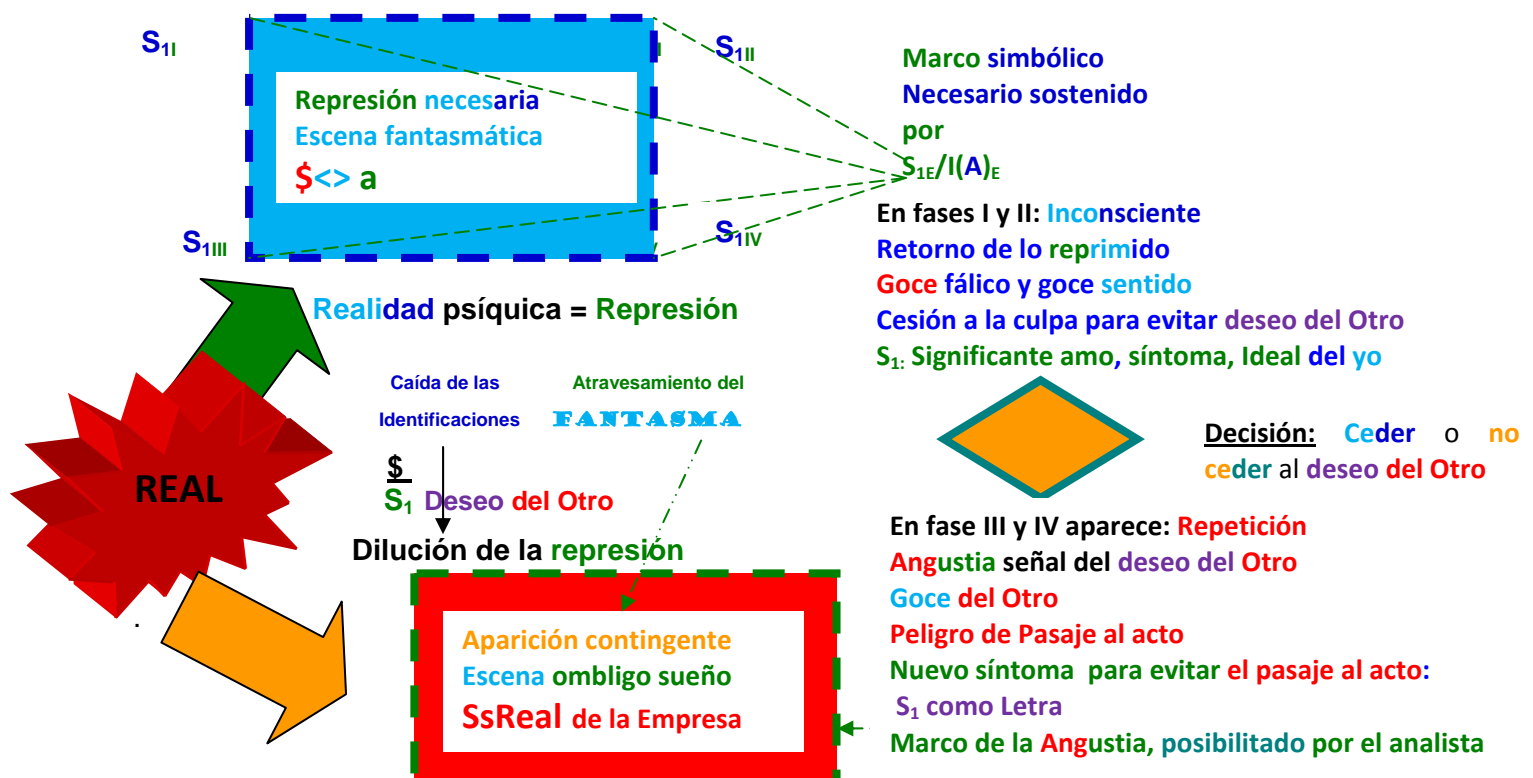 S1I
S1II
Marco simbólico
Necesario sostenido
por
S1E/I(A)E
Represión necesaria
Escena fantasmática
$<> a
S1III
S1IV
En fases I y II: Inconsciente
Retorno de lo reprimido
Goce fálico y goce sentido
Cesión a la culpa para evitar deseo del Otro
S1: Significante amo, síntoma, Ideal del yo
Realidad psíquica = Represión
Caída de las
Identificaciones
Atravesamiento del
FANTASMA
Decisión: Ceder o no
ceder al deseo del Otro
REAL
$
S1 Deseo del Otro
Dilución de la represión
En fase III y IV aparece: Repetición
Angustia señal del deseo del Otro
Goce del Otro
Peligro de Pasaje al acto
Nuevo síntoma para evitar el pasaje al acto:
S1 como Letra
Marco de la Angustia, posibilitado por el analista
.
Aparición contingente
Escena ombligo sueño
SsReal de la Empresa